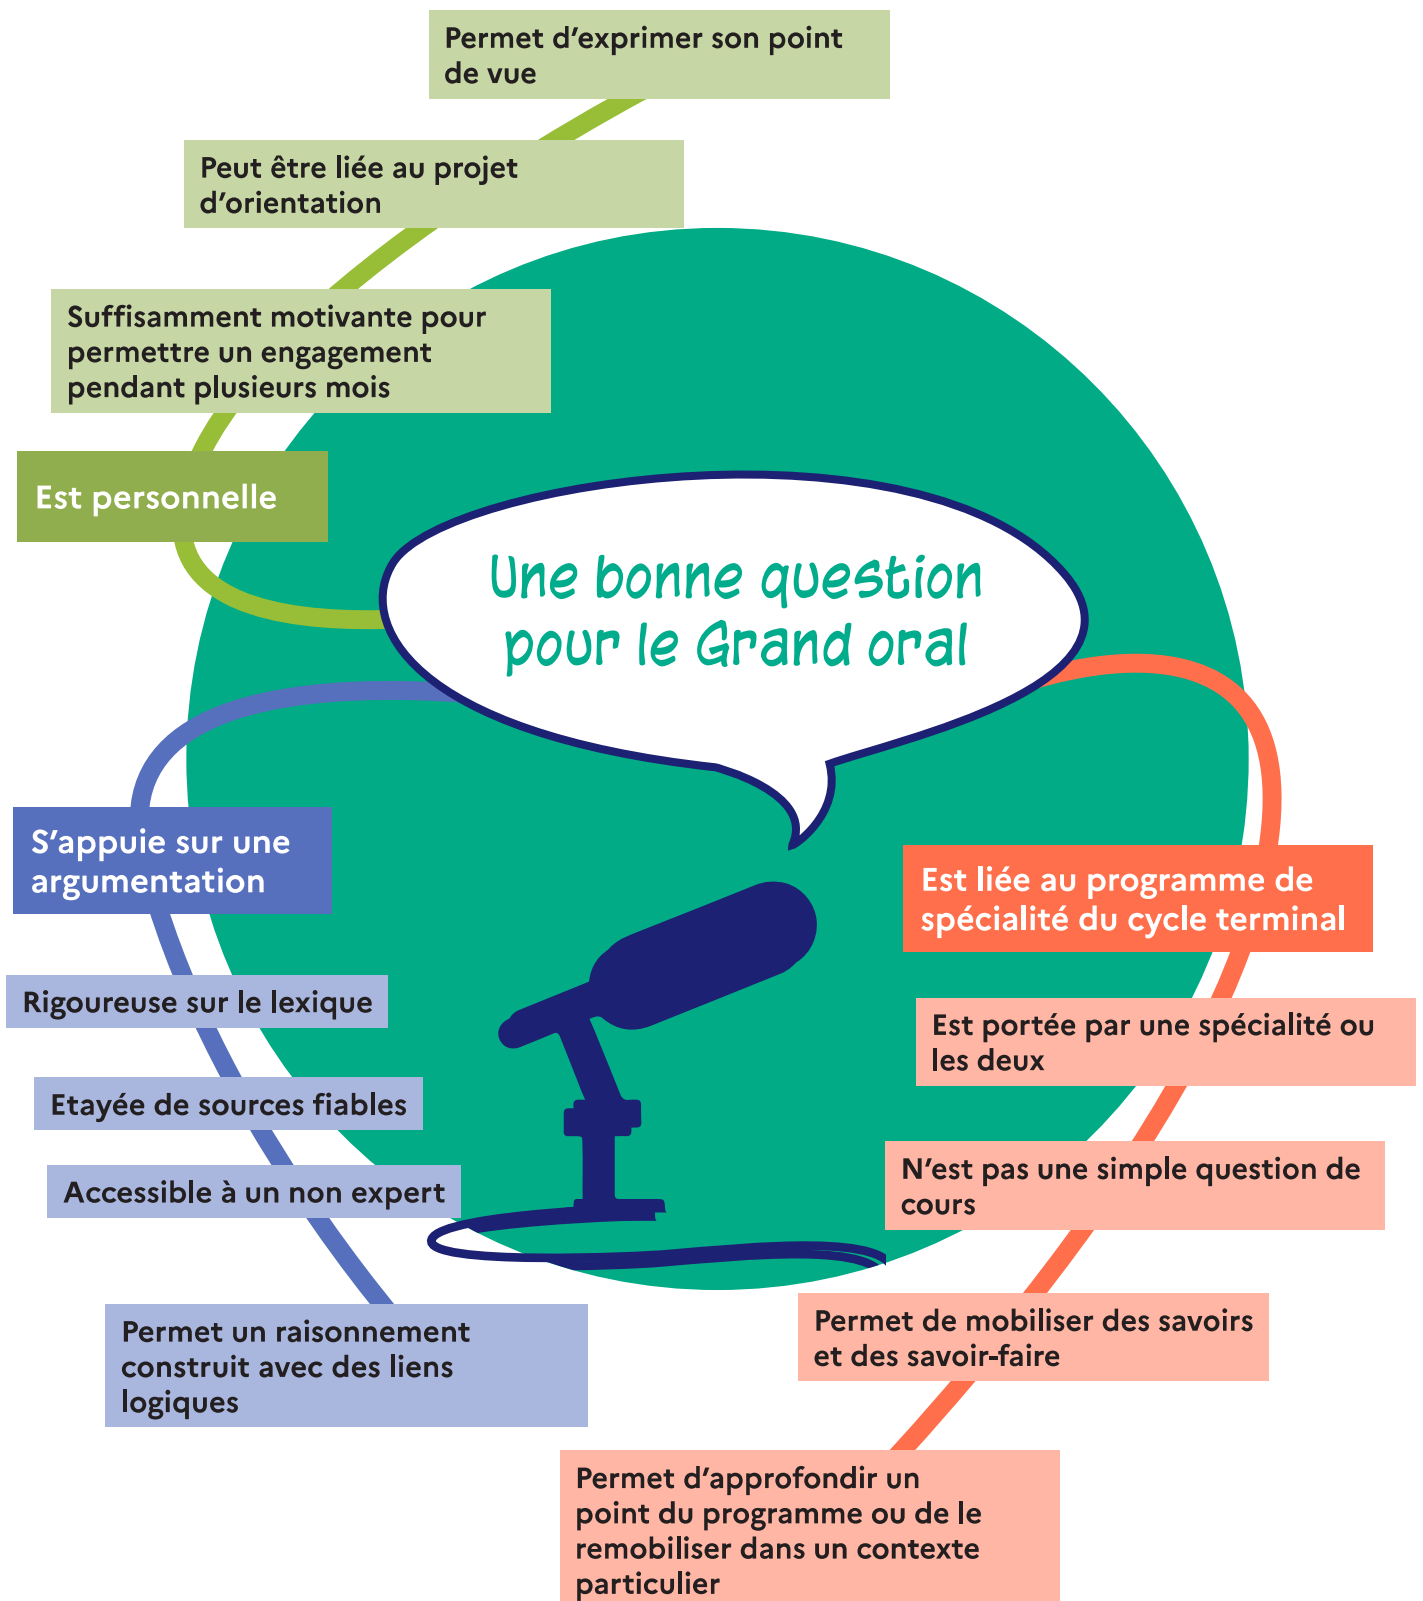 Permet d'exprimer son point
de vue
Peut être liée au projet
d'orientation
Suffisamment motivante pour
permettre un engagement
pendant plusieurs mois
Est personnelle
Une bonne question
pour le Grand oral
S'appuie sur une
argumentation
Rigoureuse sur le lexique
Etayée de sources fiables
Accessible à un non expert
Permet un raisonnement
construit avec des liens
logiques
Est liée au programme de
spécialité du cycle terminal
Est portée par une spécialité ou
les deux
N'est pas une simple question de
cours
Permet de mobiliser des savoirs
et des savoir-faire
Permet d'approfondir un
point du programme ou de le
remobiliser dans un contexte
particulier